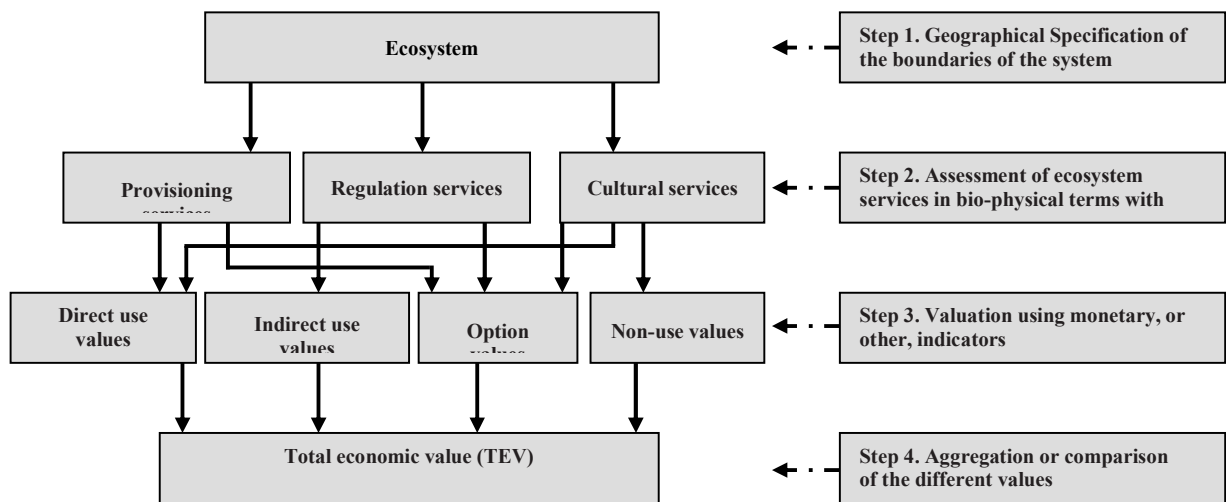 Ecosystem
Step 1. Geographical Specification of
the boundaries of the system
Provisioning
services
Regulation services
Cultural services
Step 2. Assessment of ecosystem
services in bio-physical terms with
Direct use
values
Indirect use
values
Option
values
Non-use values
Step 3. Valuation using monetary, or
other, indicators
Total economic value (TEV)
Step 4. Aggregation or comparison
of the different values